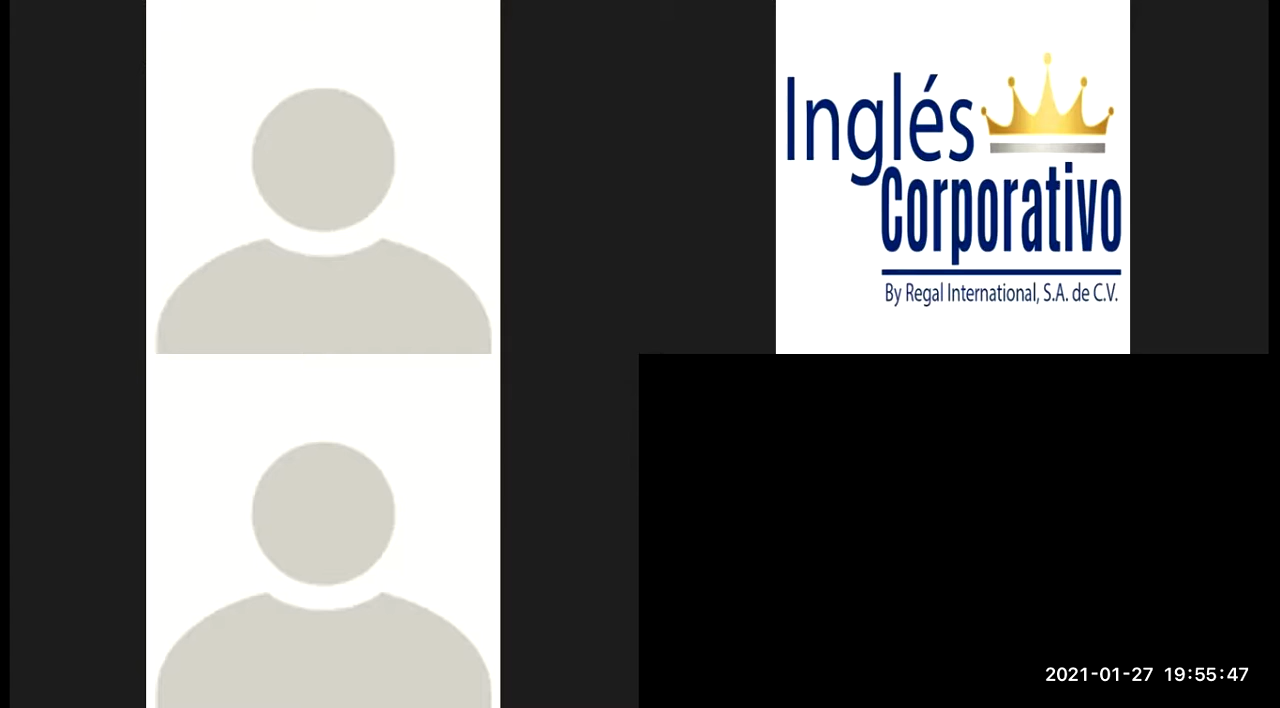 Inglés
Corporativo
By Regal International, S.A. de C.V.
2021-01-27 19:55:47